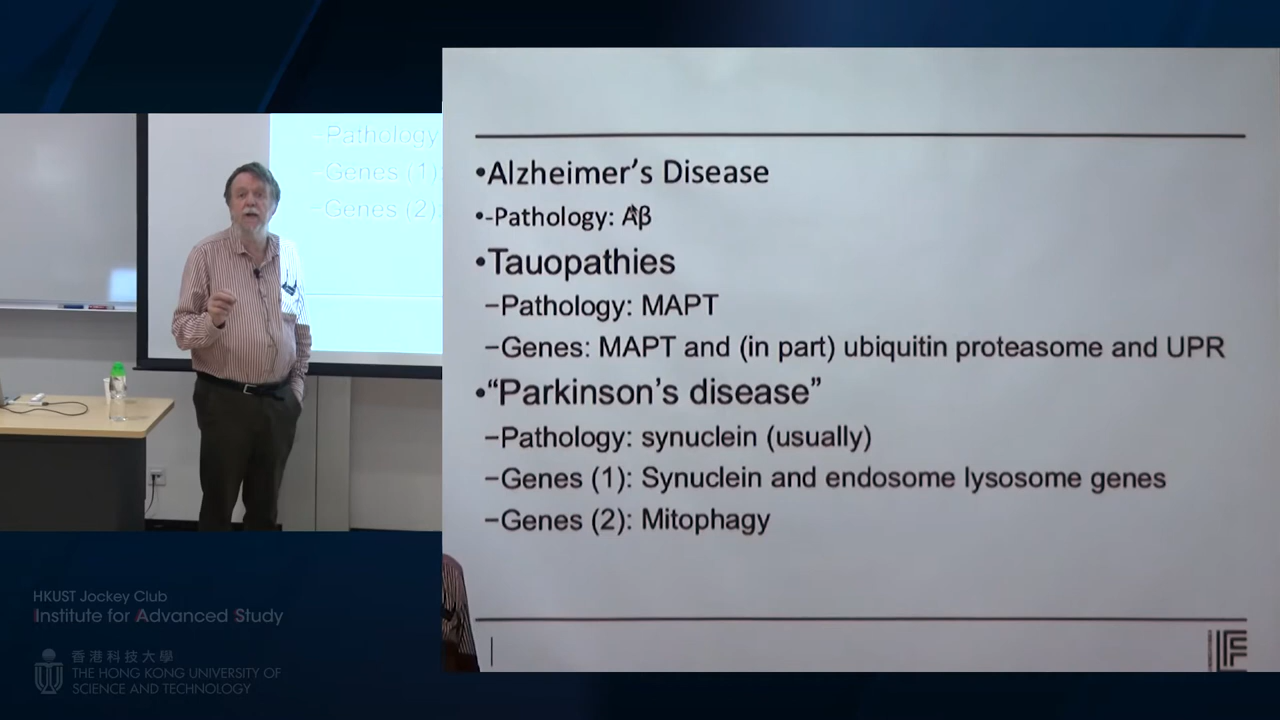 -Pathology
-Genes (1):
-Genes (2)
•Alzheimer's Disease
•-Pathology: Aβ
•Tauopathies
–Pathology: MAPT
–Genes: MAPT and (in part) ubiquitin proteasome and UPR
•“Parkinson's disease”
–Pathology: synuclein (usually)
–Genes (1): Synuclein and endosome lysosome genes
–Genes (2): Mitophagy
HKUST Jockey Club
Institute for Advanced Study
香港科技大學
THE HONG KONG UNIVERSITY OF
SCIENCE AND TECHNOLOGY